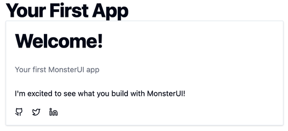 Your First App
Welcome!
Your first MonsterUI app
I'm excited to see what you build with MonsterUI!